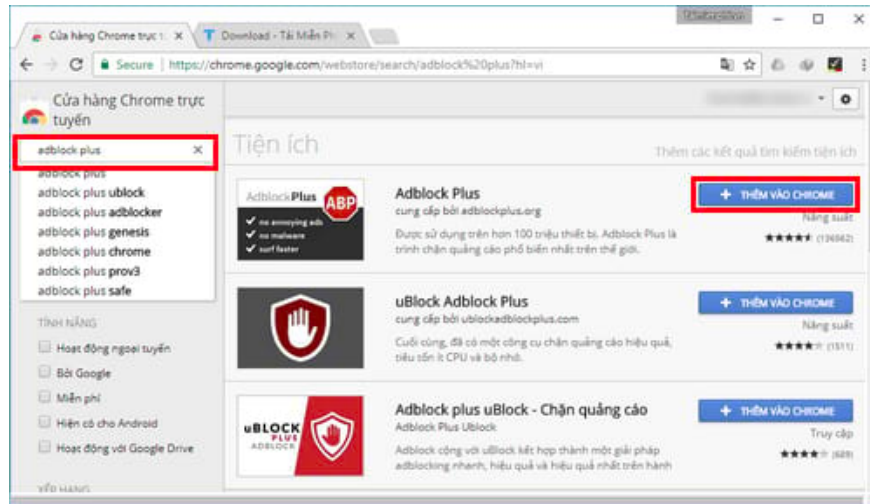 Cửa hàng Chrome trực t
Download - Tải Miễn Ph
Secure
https://chrome.google.com/webstore/search/adblock%20plus?hl=vi
Cửa hàng Chrome trực
tuyến
adblock plus
adblock plus
adblock plus ublock
adblock plus adblocker
adblock plus genesis
adblock plus chrome
adblock plus prov3
adblock plus safe
TÍNH NĂNG
Hoạt động ngoại tuyến
Bởi Google
Miễn phí
Hiện có cho Android
Hoạt động với Google Drive
XẾP HẠNG
Tiện ích
Thêm các kết quả tìm kiếm tiện ích
Adblock Plus
ABP
no annoying ads
no malware
surf faster
Adblock Plus
cung cấp bởi adblockplus.org
Được sử dụng trên hơn 100 triệu thiết bị, Adblock Plus là
trình chặn quảng cáo phổ biến nhất trên thế giới.
THÊM VÀO CHROME
Năng suất
uBlock Adblock Plus
cung cấp bởi ublockadblockplus.com
Cuối cùng, đã có một công cụ chặn quảng cáo hiệu quả,
tiêu tốn ít CPU và bộ nhớ.
THÊM VÀO CHROME
Năng suất
(1511)
uBLOCK
PLUS
ADBLOCK
Adblock plus uBlock - Chặn quảng cáo
Adblock Plus Ublock
Adblock cộng với uBlock kết hợp thành một giải pháp
adblocking nhanh, hiệu quả và hiệu quả nhất trên hành
THÊM VÀO CHROME
Truy cập